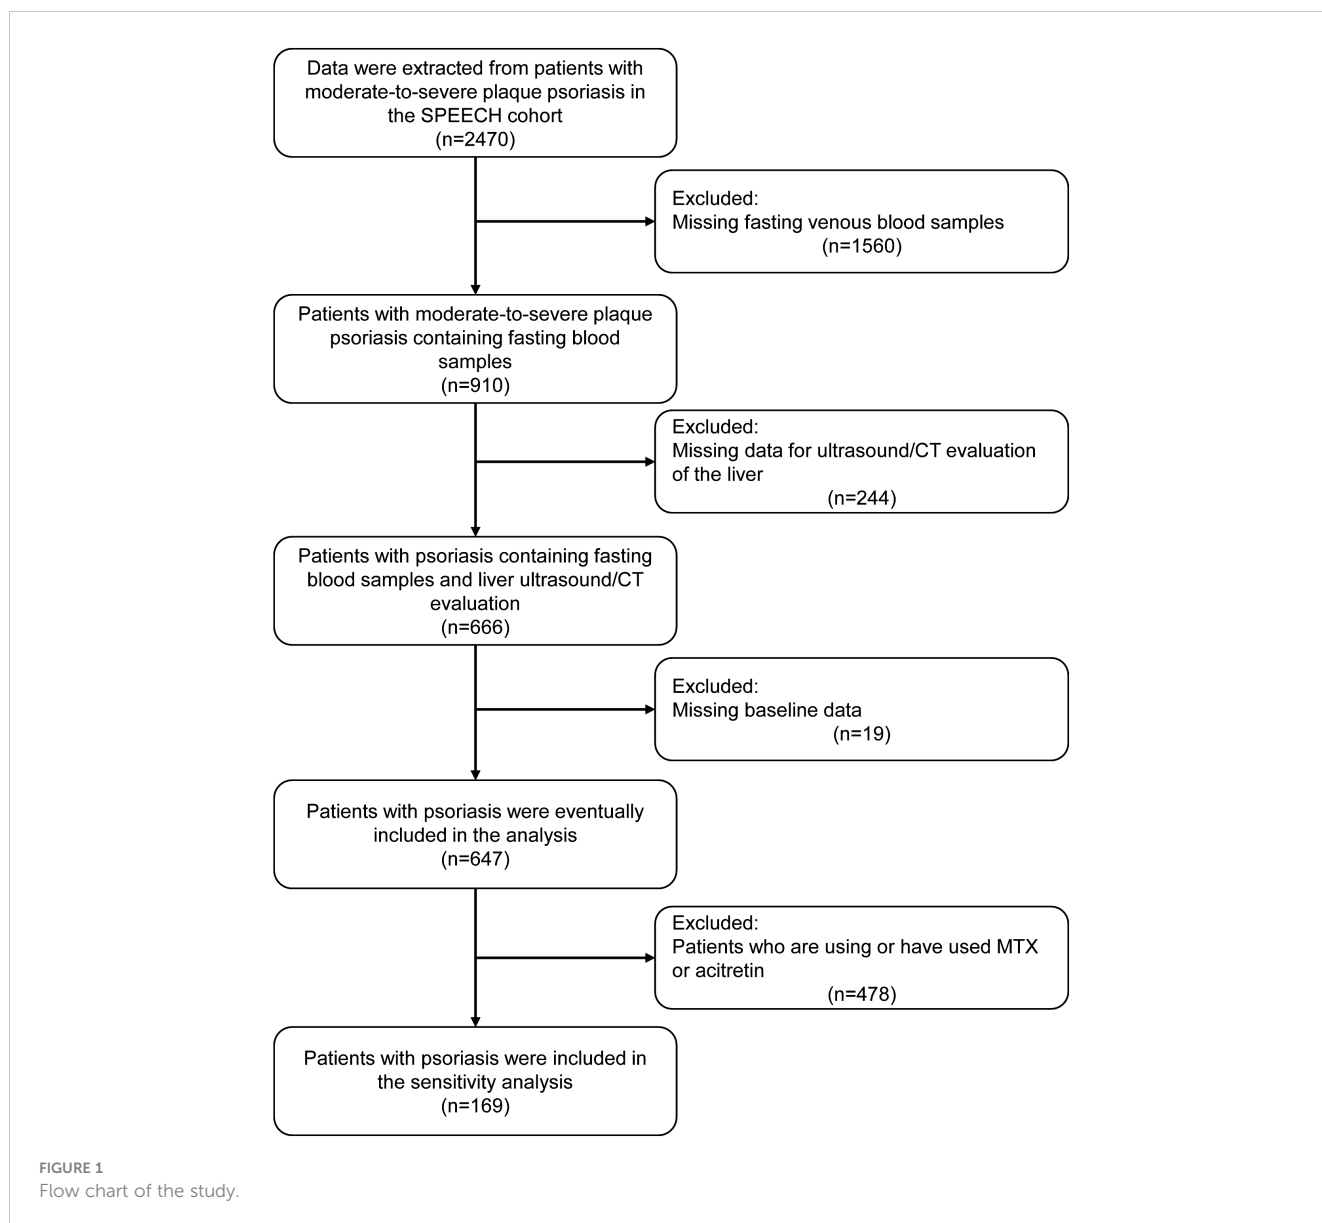 Data were extracted from patients with
moderate-to-severe plaque psoriasis in
the SPEECH cohort
(n=2470)
Excluded:
Missing fasting venous blood samples
(n=1560)
Patients with moderate-to-severe plaque
psoriasis containing fasting blood
samples
(n=910)
Excluded:
Missing data for ultrasound/CT evaluation
of the liver
(n=244)
Patients with psoriasis containing fasting
blood samples and liver ultrasound/CT
evaluation
(n=666)
Excluded:
Missing baseline data
(n=19)
Patients with psoriasis were eventually
included in the analysis
(n=647)
Excluded:
Patients who are using or have used MTX
or acitretin
(n=478)
Patients with psoriasis were included in
the sensitivity analysis
(n=169)
FIGURE 1
Flow chart of the study.